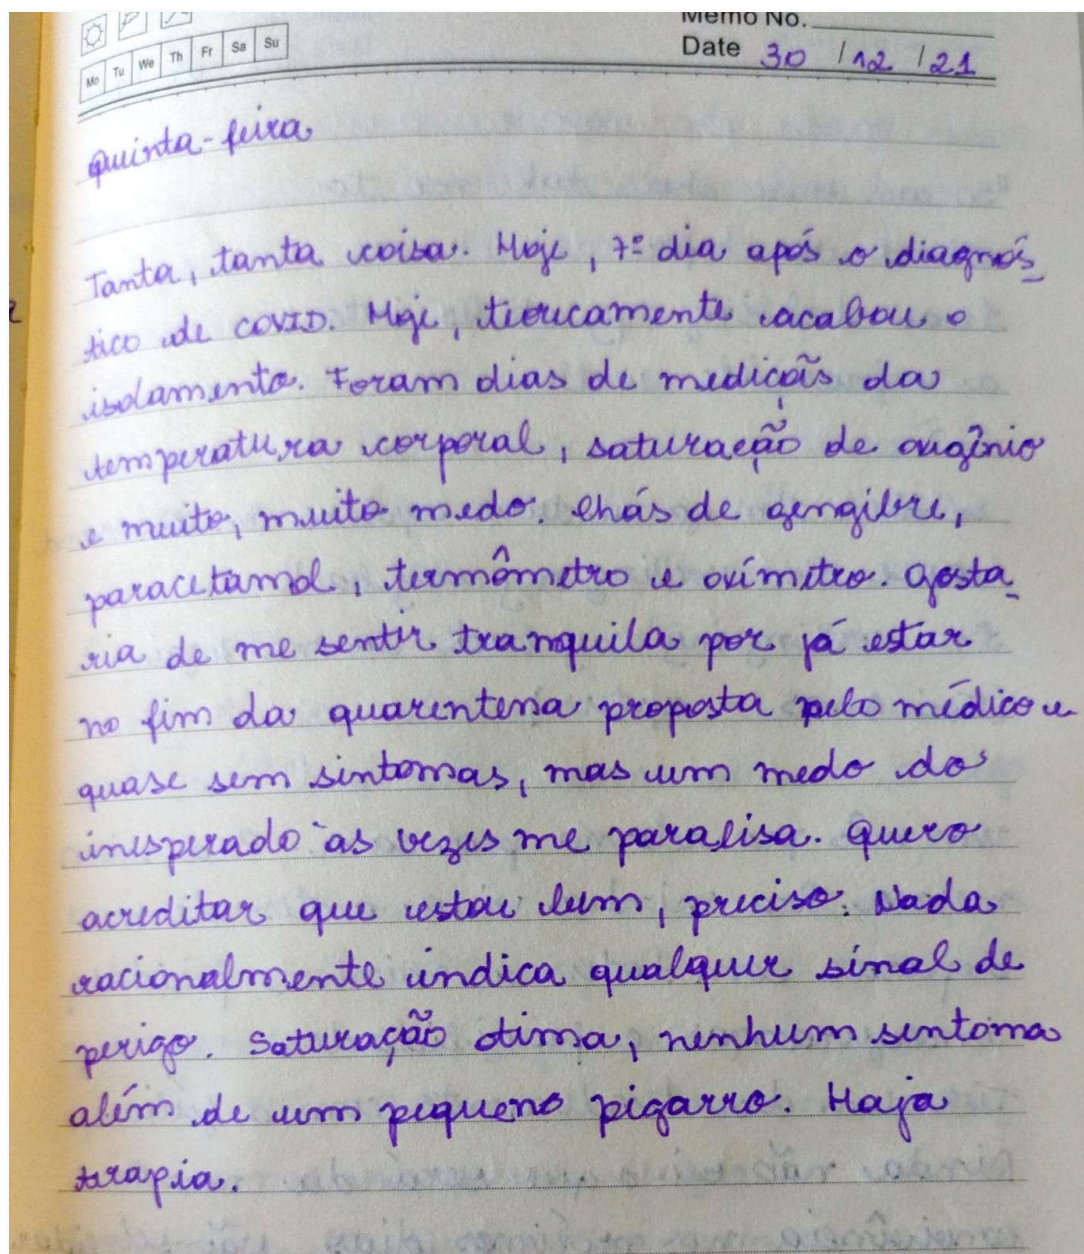 Memo No.
Mo Tu We Th Fr Sa Su
Date 30 / 12 / 21
Quinta-feira
Tanta, tanta coisa. Hoje, 7º dia após o diagnós-
tico de COVID. Hoje, teoricamente acabou o
isolamento. Foram dias de medições da
temperatura corporal, saturação de oxigênio
e muito, muito medo. Chás de gengibre,
paracetamol, termômetro e oxímitro. Gosta-
ria de me sentir tranquila por já estar
no fim da quarentena proposta pelo médico e
quase sem sintomas, mas um medo do
inesperado às vezes me paralisa. Quero
acreditar que estou bem, preciso. Nada
racionalmente indica qualquer sinal de
perigo. Saturação ótima, nenhum sintoma
além de um pequeno pigarro. Haja
terapia.